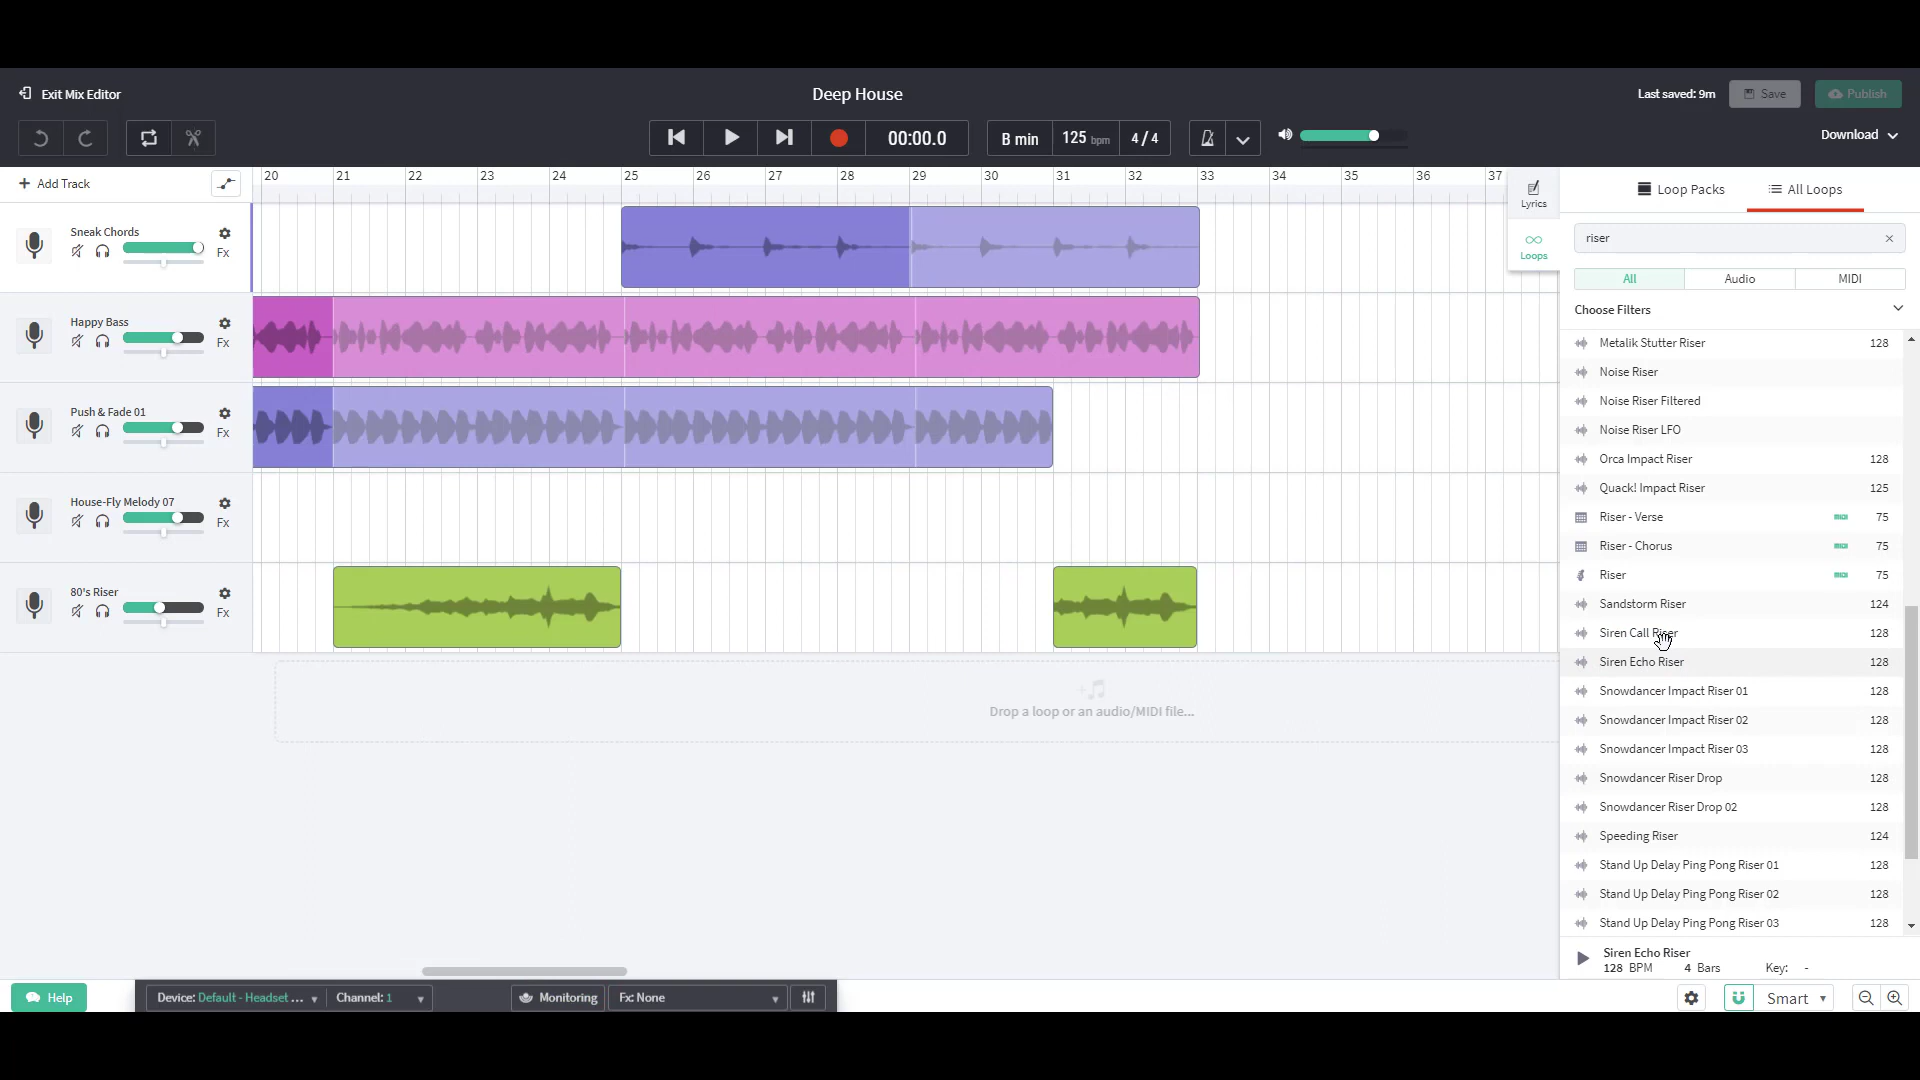 Exit Mix Editor
Deep House
Last saved: 9m
Save
Publish
00:00.0
B min
125 bpm
4 / 4
Download
Add Track
20 21 22 23 24 25 26 27 28 29 30 31 32 33 34 35 36 37
Lyrics
Loops
Loop Packs
All Loops
riser
All
Audio
MIDI
Choose Filters
Sneak Chords
Fx
Happy Bass
Fx
Push & Fade 01
Fx
House-Fly Melody 07
Fx
80's Riser
Fx
Drop a loop or an audio/MIDI file...
Metalik Stutter Riser 128
Noise Riser
Noise Riser Filtered
Noise Riser LFO
Orca Impact Riser 128
Quack! Impact Riser 125
Riser - Verse MIDI 75
Riser - Chorus MIDI 75
Riser MIDI 75
Sandstorm Riser 124
Siren Call Riser 128
Siren Echo Riser 128
Snowdancer Impact Riser 01 128
Snowdancer Impact Riser 02 128
Snowdancer Impact Riser 03 128
Snowdancer Riser Drop 128
Snowdancer Riser Drop 02 128
Speeding Riser 124
Stand Up Delay Ping Pong Riser 01 128
Stand Up Delay Ping Pong Riser 02 128
Stand Up Delay Ping Pong Riser 03 128
Siren Echo Riser
128 BPM 4 Bars Key: -
Help
Device: Default - Headset ...
Channel: 1
Monitoring
Fx: None
Smart